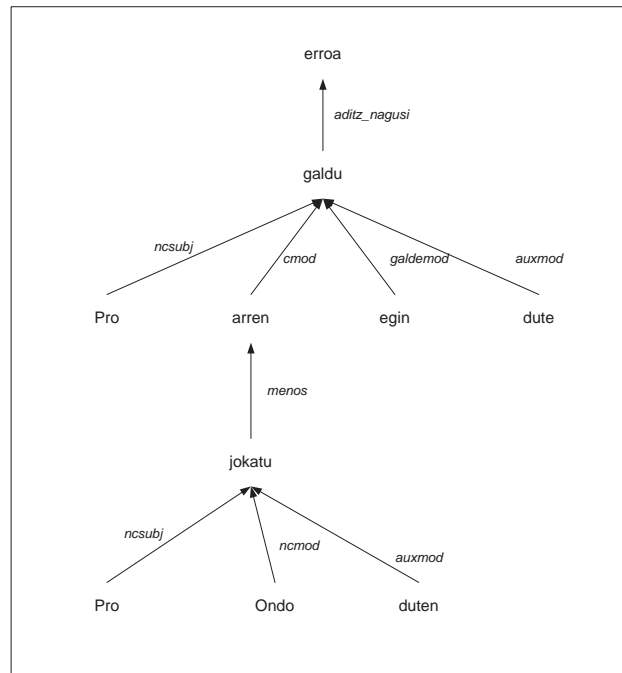 erroa
aditz_nagusi
galdu
ncsubj cmod galdemod auxmod
Pro arren egin dute
menos
jokatu
ncsubj ncmod auxmod
Pro Ondo duten